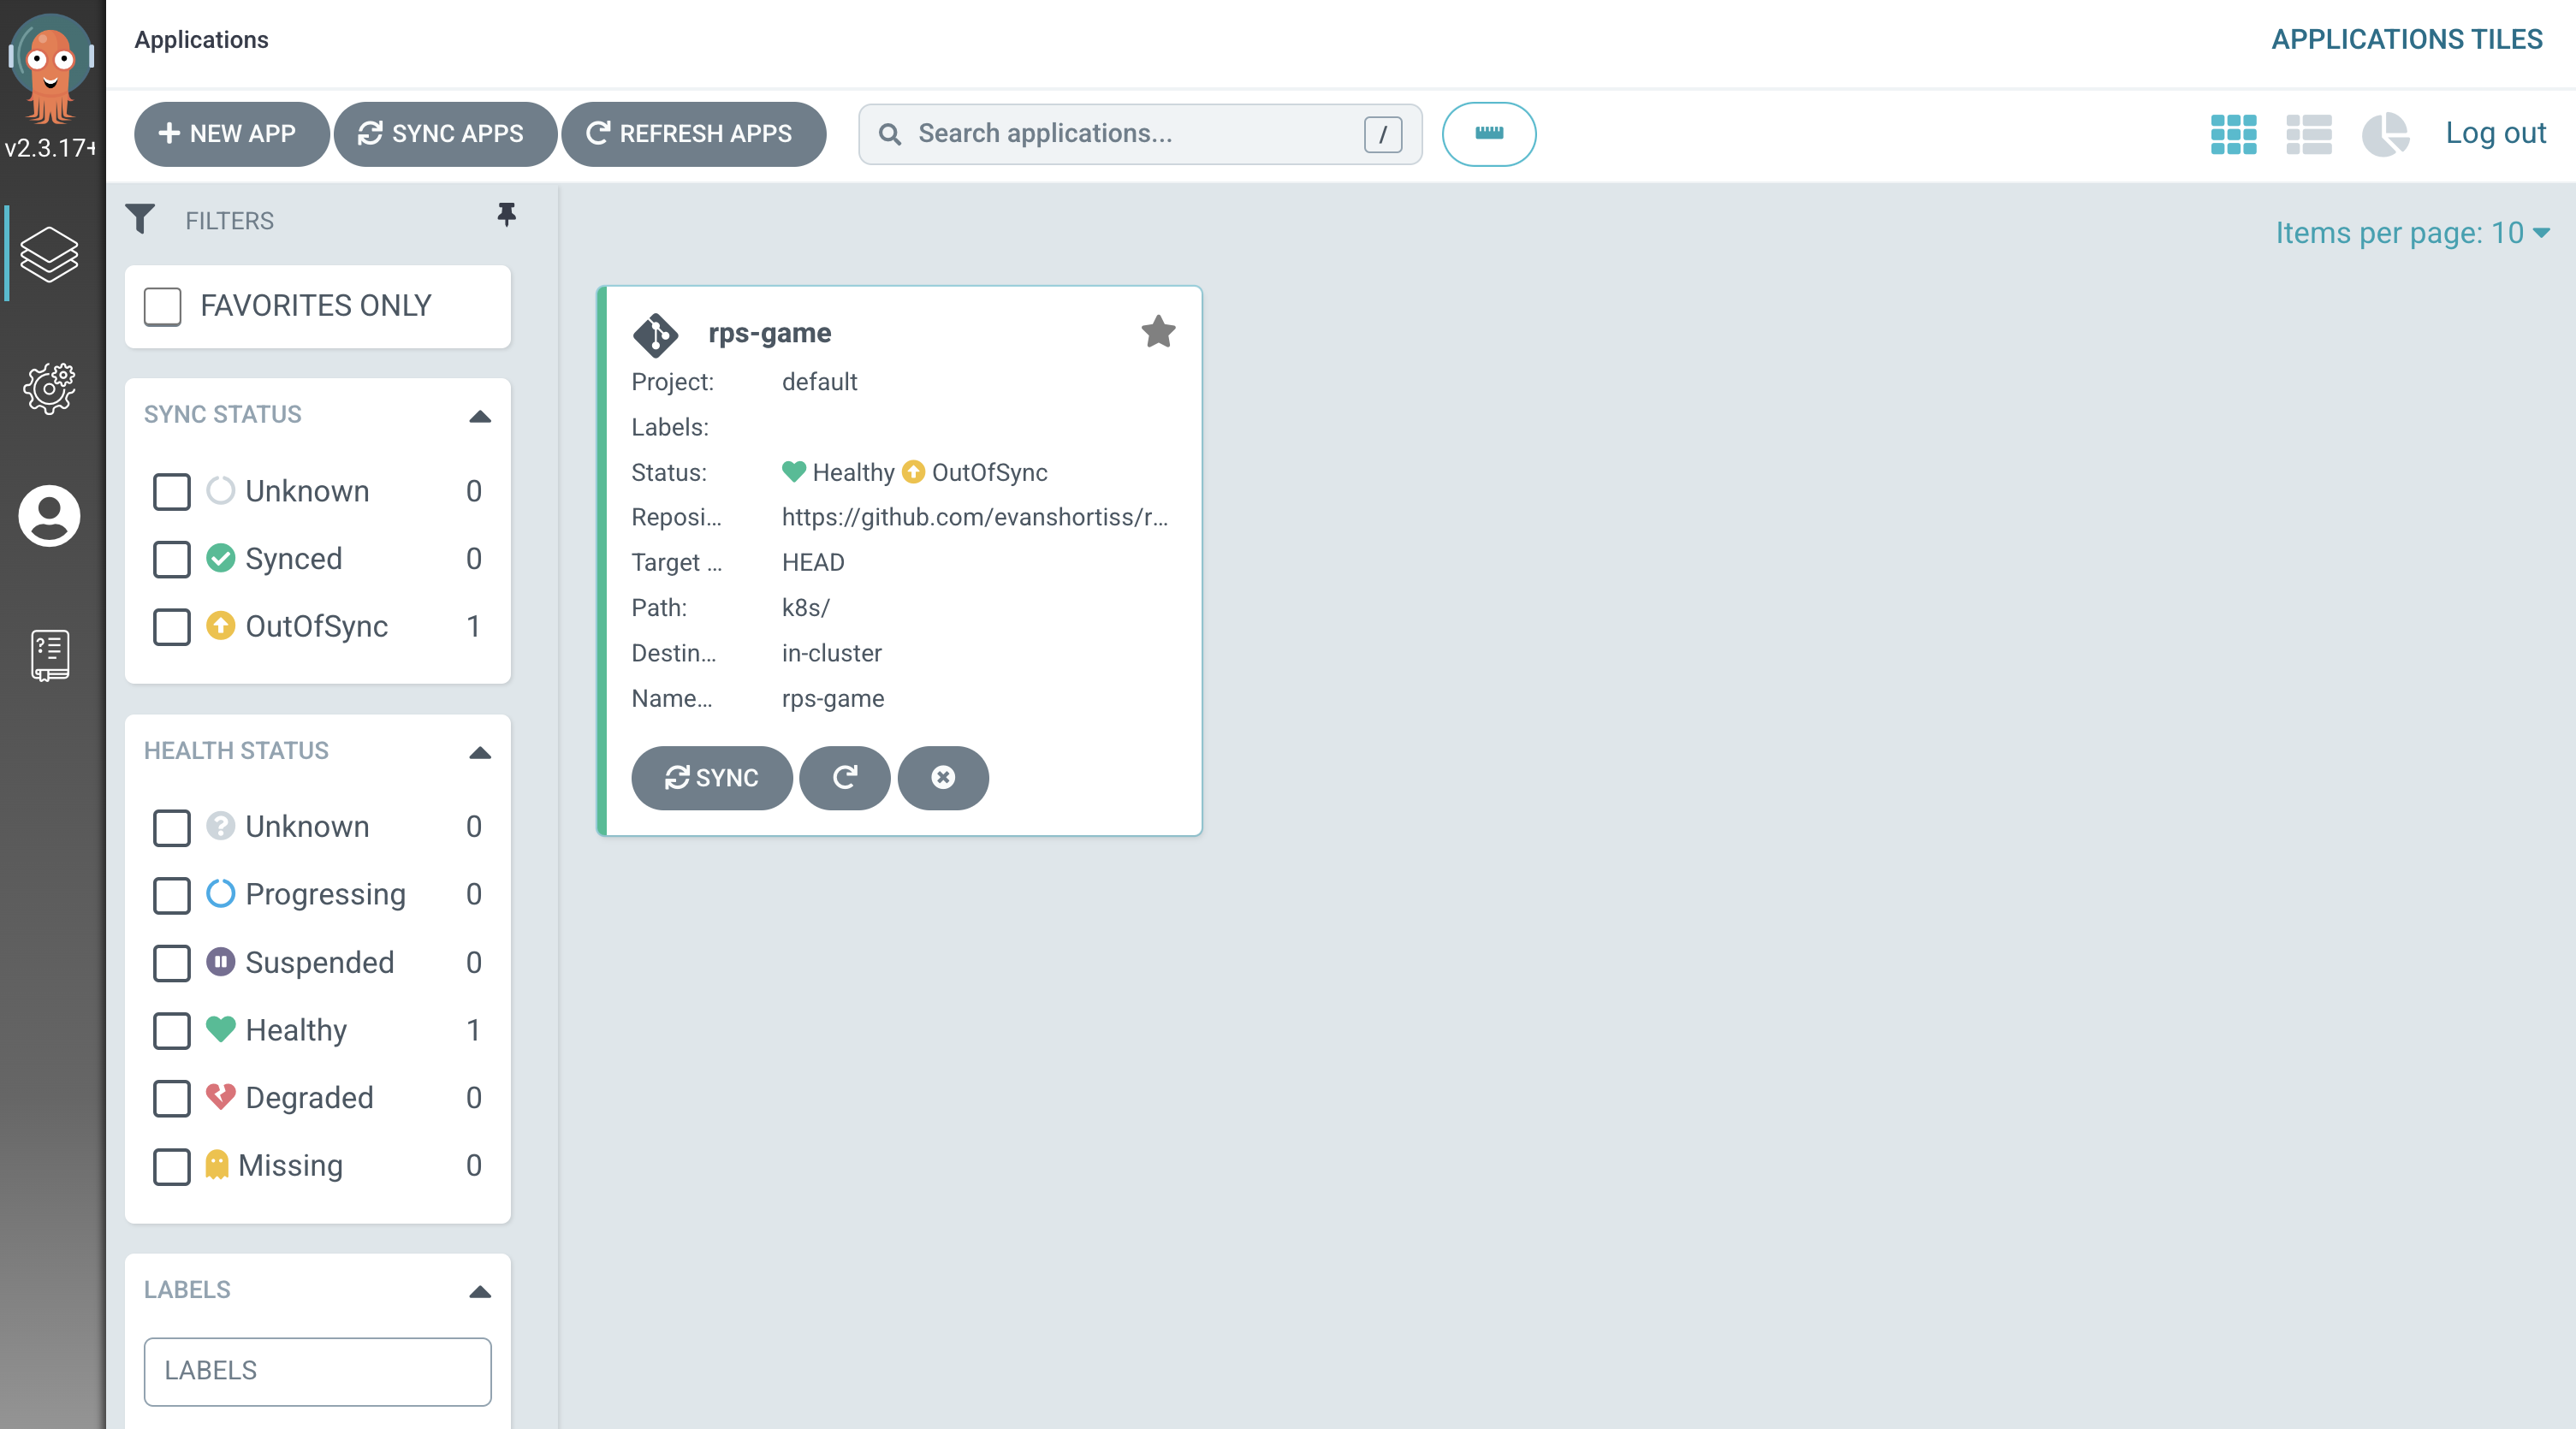 Applications
APPLICATIONS TILES
v2.3.17+
NEW APP
SYNC APPS
REFRESH APPS
Search applications...
/
Log out
FILTERS
Items per page: 10
FAVORITES ONLY
SYNC STATUS
Unknown 0
Synced 0
OutOfSync 1
HEALTH STATUS
Unknown 0
Progressing 0
Suspended 0
Healthy 1
Degraded 0
Missing 0
LABELS
LABELS
rps-game
Project: default
Labels:
Status: Healthy OutOfSync
Reposi... https://github.com/evanshortiss/r...
Target ... HEAD
Path: k8s/
Destin... in-cluster
Name... rps-game
SYNC